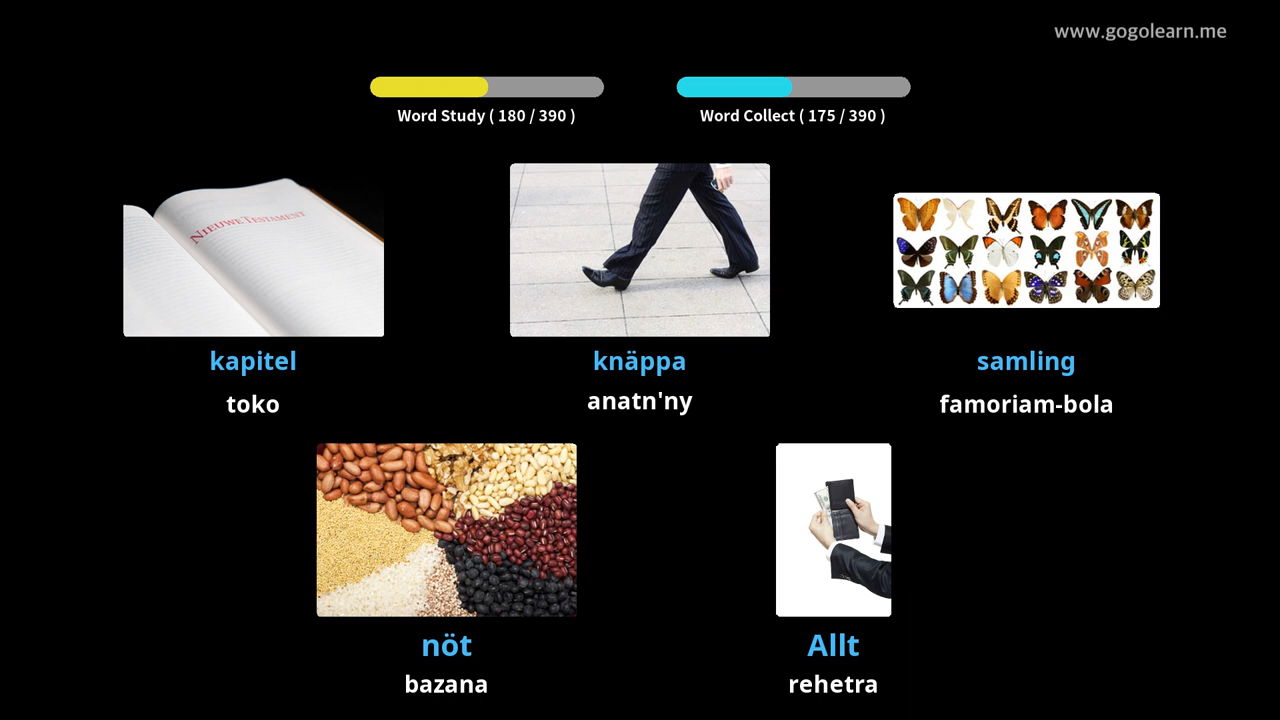 www.gogolearn.me
Word Study ( 180 / 390 )
Word Collect ( 175 / 390 )
NIEUWE TESTAMENT
kapitel
knäppa
samling
toko
anatn'ny
famoriam-bola
nöt
Allt
bazana
rehetra